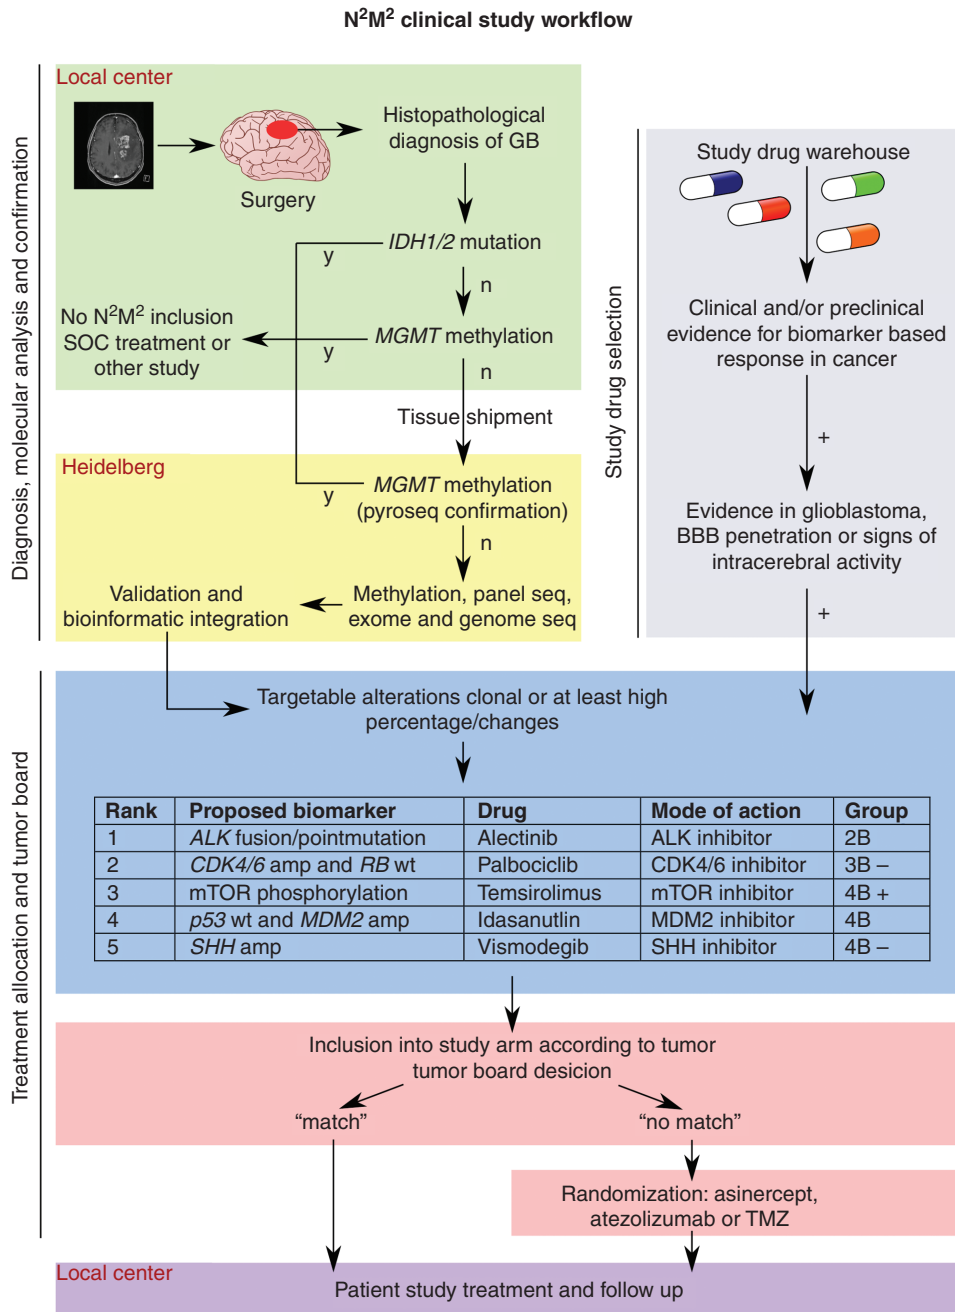 N²M² clinical study workflow
Diagnosis, molecular analysis and confirmation
Local center
Histopathological
diagnosis of GB
Surgery
IDH1/2 mutation
y
n
No N²M² inclusion
SOC treatment or
other study
MGMT methylation
y
n
Tissue shipment
Heidelberg
MGMT methylation
(pyroseq confirmation)
y
n
Validation and
bioinformatic integration
Methylation, panel seq,
exome and genome seq
Study drug selection
Study drug warehouse
Clinical and/or preclinical
evidence for biomarker based
response in cancer
+
Evidence in glioblastoma,
BBB penetration or signs of
intracerebral activity
+
Treatment allocation and tumor board
Targetable alterations clonal or at least high
percentage/changes
Rank Proposed biomarker Drug Mode of action Group
1 ALK fusion/pointmutation Alectinib ALK inhibitor 2B
2 CDK4/6 amp and RB wt Palbociclib CDK4/6 inhibitor 3B –
3 mTOR phosphorylation Temsirolimus mTOR inhibitor 4B +
4 p53 wt and MDM2 amp Idasanutlin MDM2 inhibitor 4B
5 SHH amp Vismodegib SHH inhibitor 4B –
Inclusion into study arm according to tumor
tumor board desicion
“match”
“no match”
Randomization: asinercept,
atezolizumab or TMZ
Local center
Patient study treatment and follow up